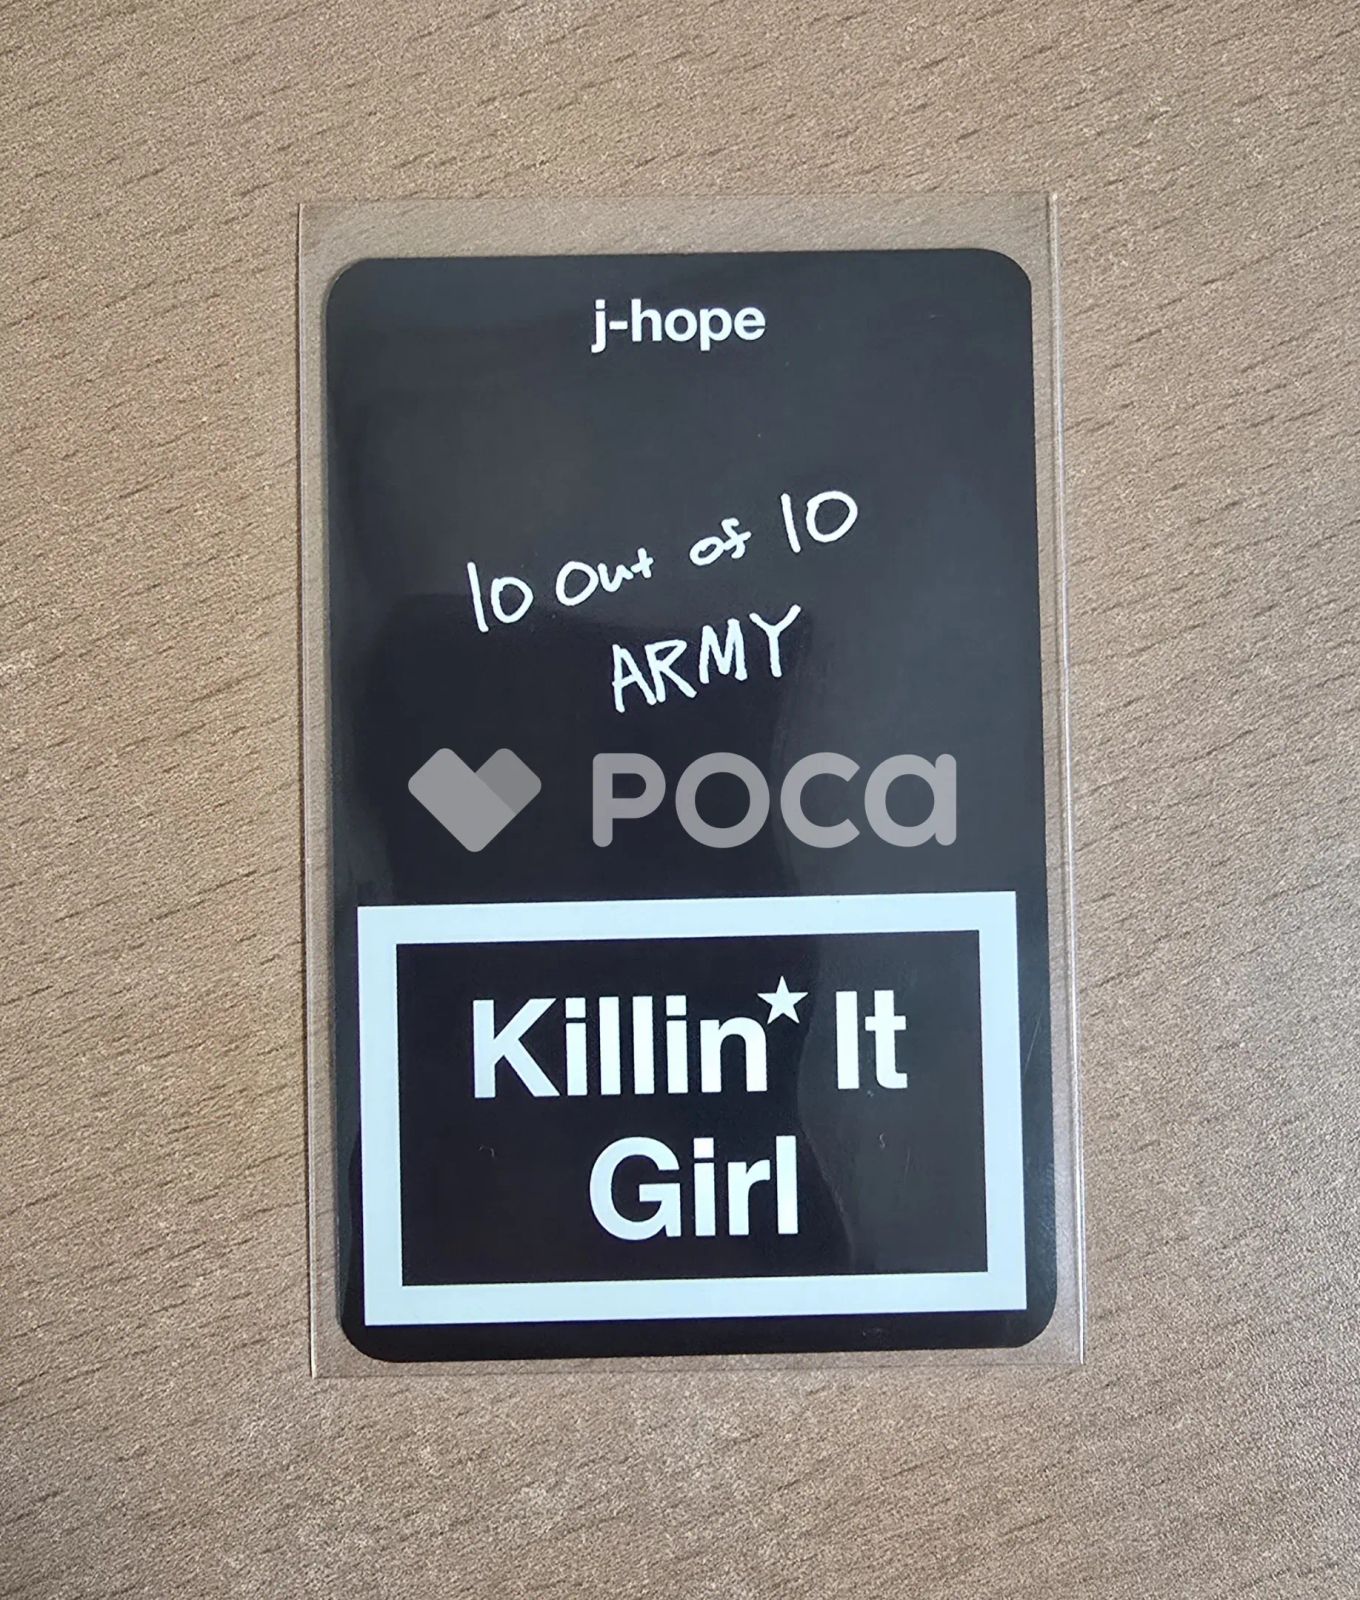 j-hope
10 out of 10
ARMY
POCA
Killin★ It
Girl